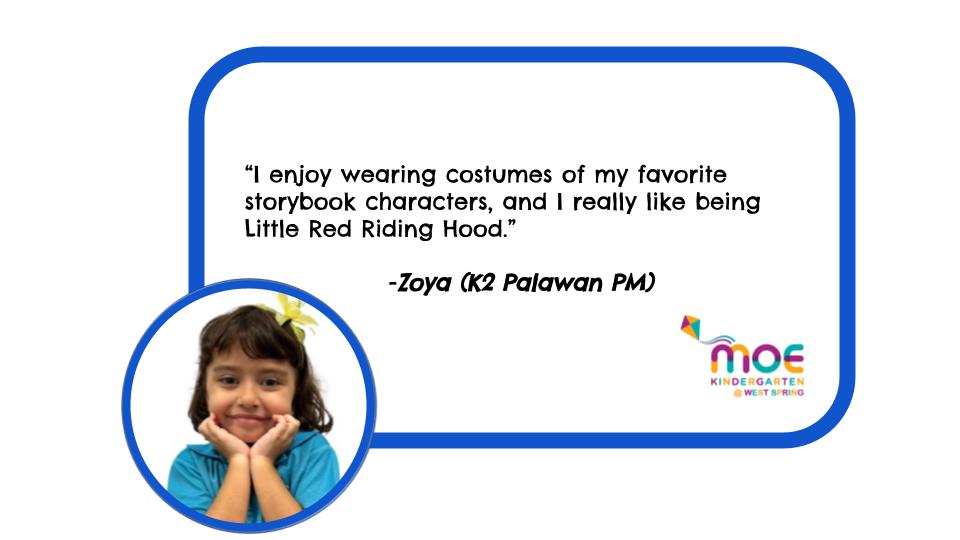 “I enjoy wearing costumes of my favorite
storybook characters, and I really like being
Little Red Riding Hood.”
-Zoya (K2 Palawan PM)
moe
KINDERGARTEN
@ WEST SPRING